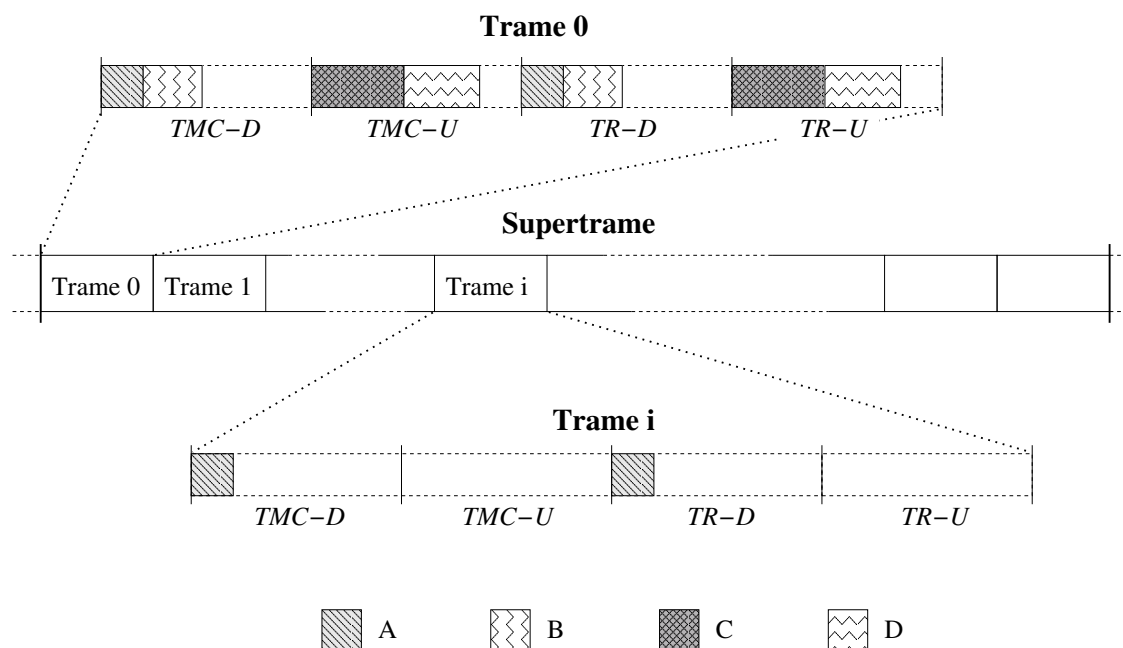 Trame 0
TMC–D TMC–U TR–D TR–U
Supertrame
Trame 0 Trame 1 Trame i
Trame i
TMC–D TMC–U TR–D TR–U
A B C D